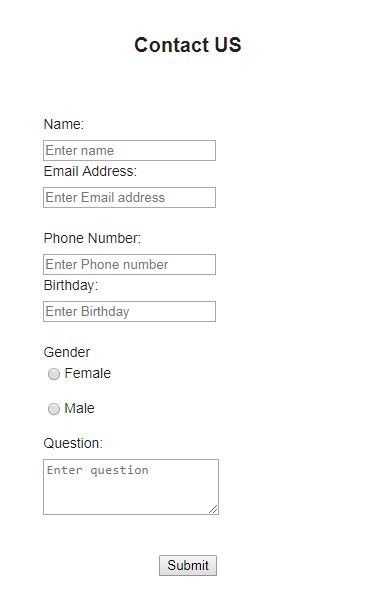 Contact US
Name:
Enter name
Email Address:
Enter Email address
Phone Number:
Enter Phone number
Birthday:
Enter Birthday
Gender
Female
Male
Question:
Enter question
Submit